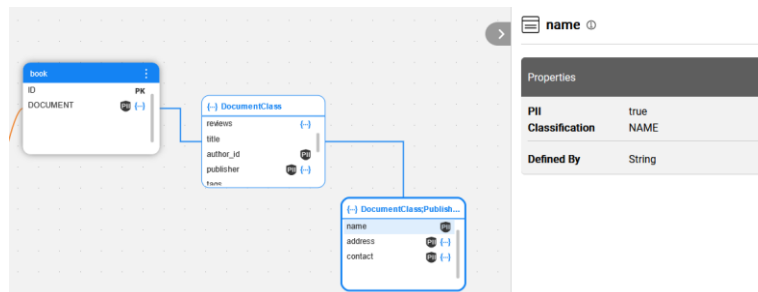 book
ID PK
DOCUMENT PII {--}
{--} DocumentClass
reviews {--}
title
author_id PII
publisher PII {--}
tags
{--} DocumentClass;Publish...
name PII
address PII {--}
contact PII {--}
name
Properties
PII true
Classification NAME
Defined By String